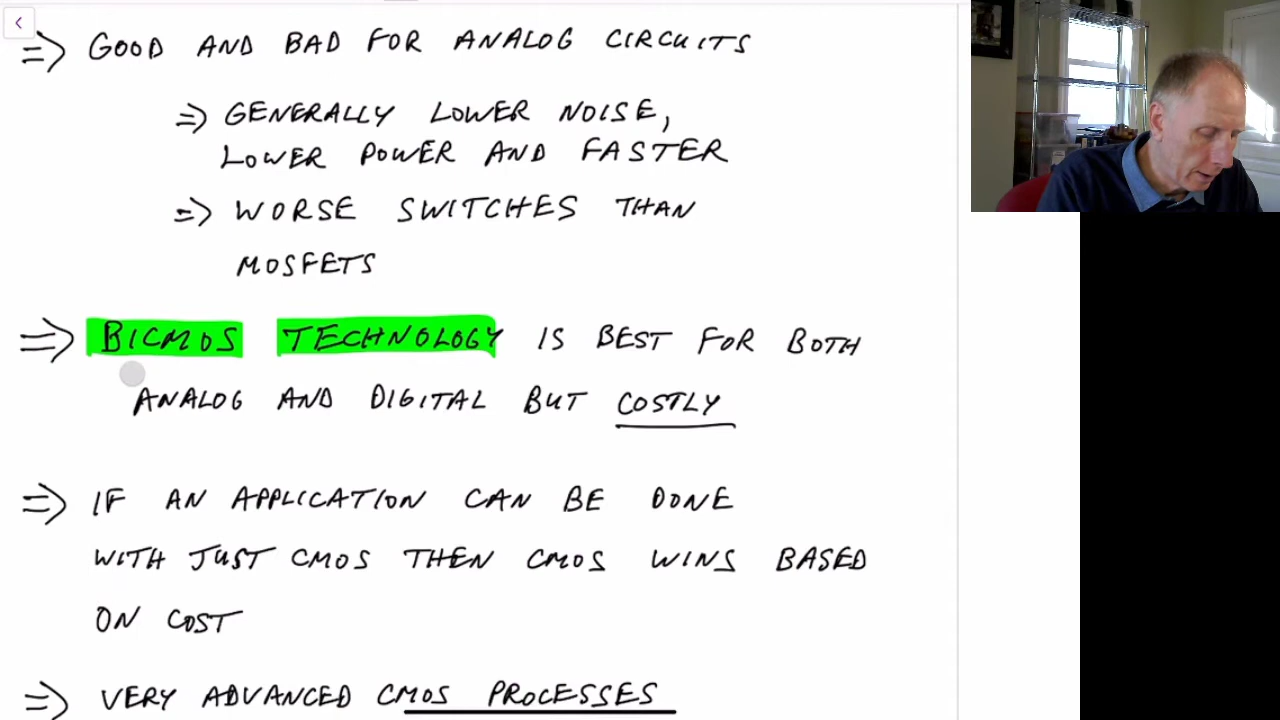 ⇒ GOOD AND BAD FOR ANALOG CIRCUITS
⇒ GENERALLY LOWER NOISE,
LOWER POWER AND FASTER
⇒ WORSE SWITCHES THAN
MOSFETS
⇒ BICMOS TECHNOLOGY IS BEST FOR BOTH
ANALOG AND DIGITAL BUT COSTLY
⇒ IF AN APPLICATION CAN BE DONE
WITH JUST CMOS THEN CMOS WINS BASED
ON COST
⇒ VERY ADVANCED CMOS PROCESSES